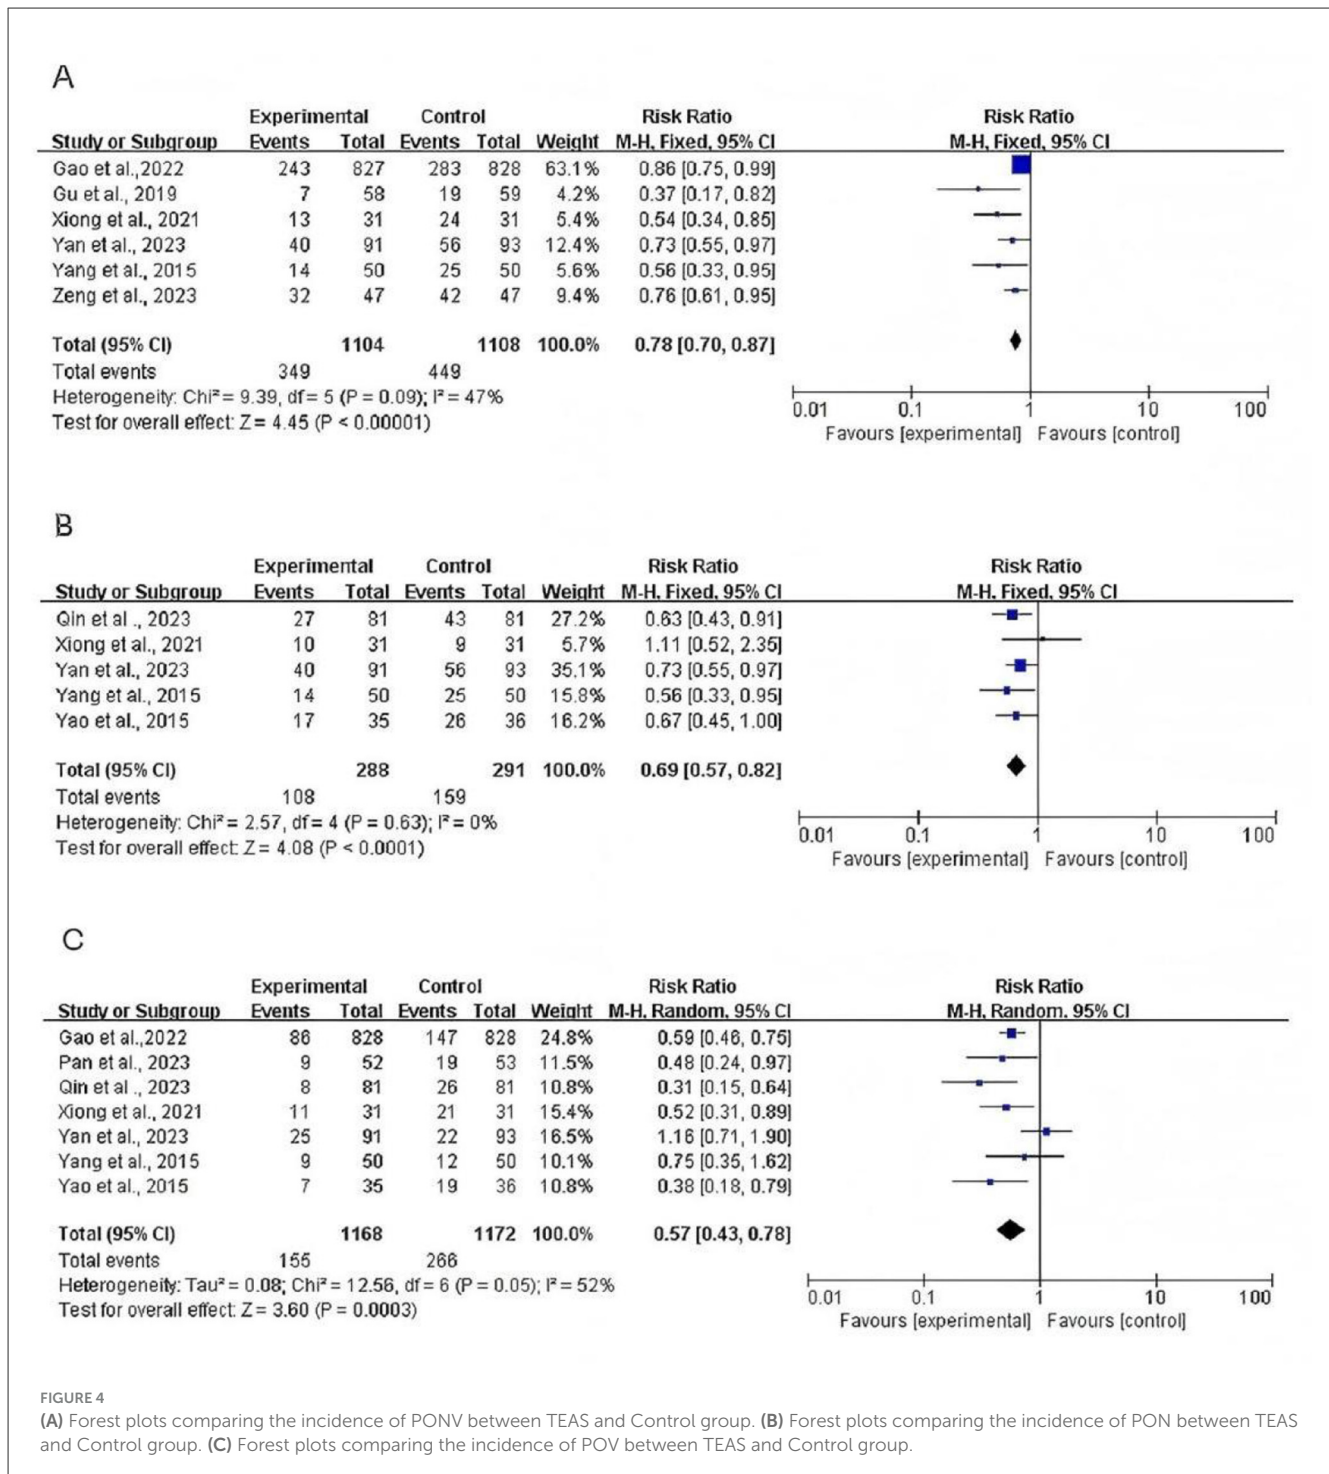 A
Experimental Control Risk Ratio Risk Ratio
Study or Subgroup Events Total Events Total Weight M-H, Fixed, 95% CI M-H, Fixed, 95% CI
Gao et al.,2022 243 827 283 828 63.1% 0.86 [0.75, 0.99]
Gu et al., 2019 7 58 19 59 4.2% 0.37 [0.17, 0.82]
Xiong et al., 2021 13 31 24 31 5.4% 0.54 [0.34, 0.85]
Yan et al., 2023 40 91 56 93 12.4% 0.73 [0.55, 0.97]
Yang et al., 2015 14 50 25 50 5.6% 0.56 [0.33, 0.95]
Zeng et al., 2023 32 47 42 47 9.4% 0.76 [0.61, 0.95]
Total (95% CI) 1104 1108 100.0% 0.78 [0.70, 0.87]
Total events 349 449
Heterogeneity: Chi² = 9.39, df = 5 (P = 0.09); I² = 47%
Test for overall effect: Z = 4.45 (P < 0.00001)
0.01 0.1 1 10 100
Favours [experimental] Favours [control]
B
Experimental Control Risk Ratio Risk Ratio
Study or Subgroup Events Total Events Total Weight M-H, Fixed, 95% CI M-H, Fixed, 95% CI
Qin et al ., 2023 27 81 43 81 27.2% 0.63 [0.43, 0.91]
Xiong et al., 2021 10 31 9 31 5.7% 1.11 [0.52, 2.35]
Yan et al., 2023 40 91 56 93 35.1% 0.73 [0.55, 0.97]
Yang et al., 2015 14 50 25 50 15.8% 0.56 [0.33, 0.95]
Yao et al., 2015 17 35 26 36 16.2% 0.67 [0.45, 1.00]
Total (95% CI) 288 291 100.0% 0.69 [0.57, 0.82]
Total events 108 159
Heterogeneity: Chi² = 2.57, df = 4 (P = 0.63); I² = 0%
Test for overall effect: Z = 4.08 (P < 0.0001)
0.01 0.1 1 10 100
Favours [experimental] Favours [control]
C
Experimental Control Risk Ratio Risk Ratio
Study or Subgroup Events Total Events Total Weight M-H, Random, 95% CI M-H, Random, 95% CI
Gao et al.,2022 86 828 147 828 24.8% 0.59 [0.46, 0.75]
Pan et al., 2023 9 52 19 53 11.5% 0.48 [0.24, 0.97]
Qin et al ., 2023 8 81 26 81 10.8% 0.31 [0.15, 0.64]
Xiong et al., 2021 11 31 21 31 15.4% 0.52 [0.31, 0.89]
Yan et al., 2023 25 91 22 93 16.5% 1.16 [0.71, 1.90]
Yang et al., 2015 9 50 12 50 10.1% 0.75 [0.35, 1.62]
Yao et al., 2015 7 35 19 36 10.8% 0.38 [0.18, 0.79]
Total (95% CI) 1168 1172 100.0% 0.57 [0.43, 0.78]
Total events 155 266
Heterogeneity: Tau² = 0.08; Chi² = 12.56, df = 6 (P = 0.05); I² = 52%
Test for overall effect: Z = 3.60 (P = 0.0003)
0.01 0.1 1 10 100
Favours [experimental] Favours [control]
FIGURE 4
(A) Forest plots comparing the incidence of PONV between TEAS and Control group. (B) Forest plots comparing the incidence of PON between TEAS
and Control group. (C) Forest plots comparing the incidence of POV between TEAS and Control group.